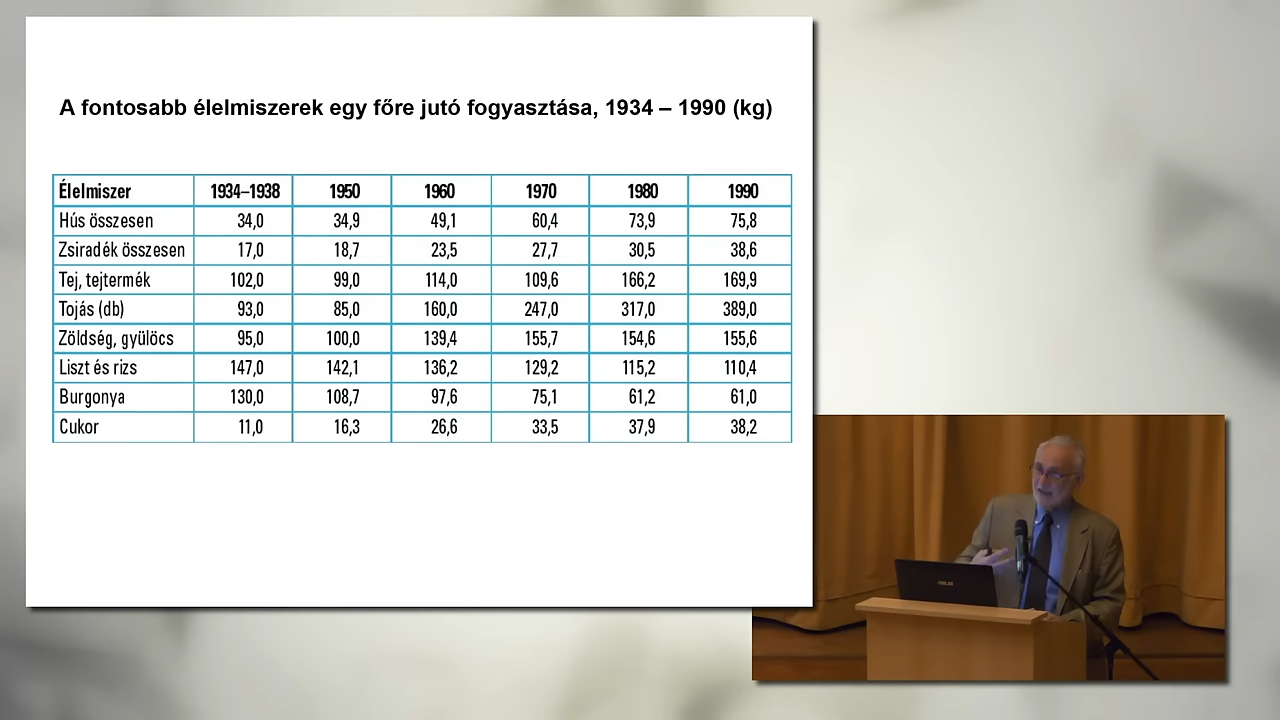 A fontosabb élelmiszerek egy főre jutó fogyasztása, 1934 – 1990 (kg)
Élelmiszer 1934–1938 1950 1960 1970 1980 1990
Hús összesen 34,0 34,9 49,1 60,4 73,9 75,8
Zsiradék összesen 17,0 18,7 23,5 27,7 30,5 38,6
Tej, tejtermék 102,0 99,0 114,0 109,6 166,2 169,9
Tojás (db) 93,0 85,0 160,0 247,0 317,0 389,0
Zöldség, gyülöcs 95,0 100,0 139,4 155,7 154,6 155,6
Liszt és rizs 147,0 142,1 136,2 129,2 115,2 110,4
Burgonya 130,0 108,7 97,6 75,1 61,2 61,0
Cukor 11,0 16,3 26,6 33,5 37,9 38,2
ASUS